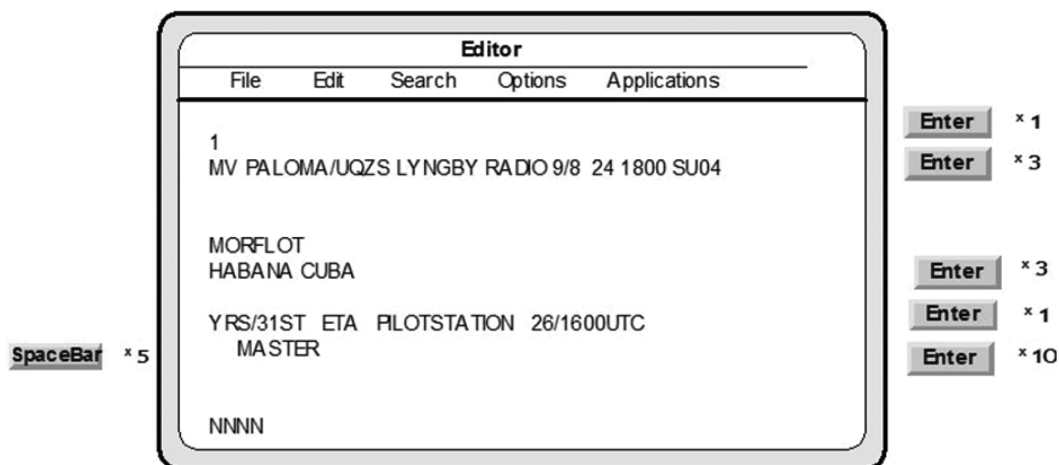 Editor
File Edit Search Options Applications
Enter x 1
1
MV PALOMA/UQZS LYNGBY RADIO 9/8 24 1800 SU04
Enter x 3
MORFLOT
HABANA CUBA
Enter x 3
YRS/31ST ETA PILOTSTATION 26/1600UTC
Enter x 1
SpaceBar x 5
MASTER
Enter x 10
NNNN